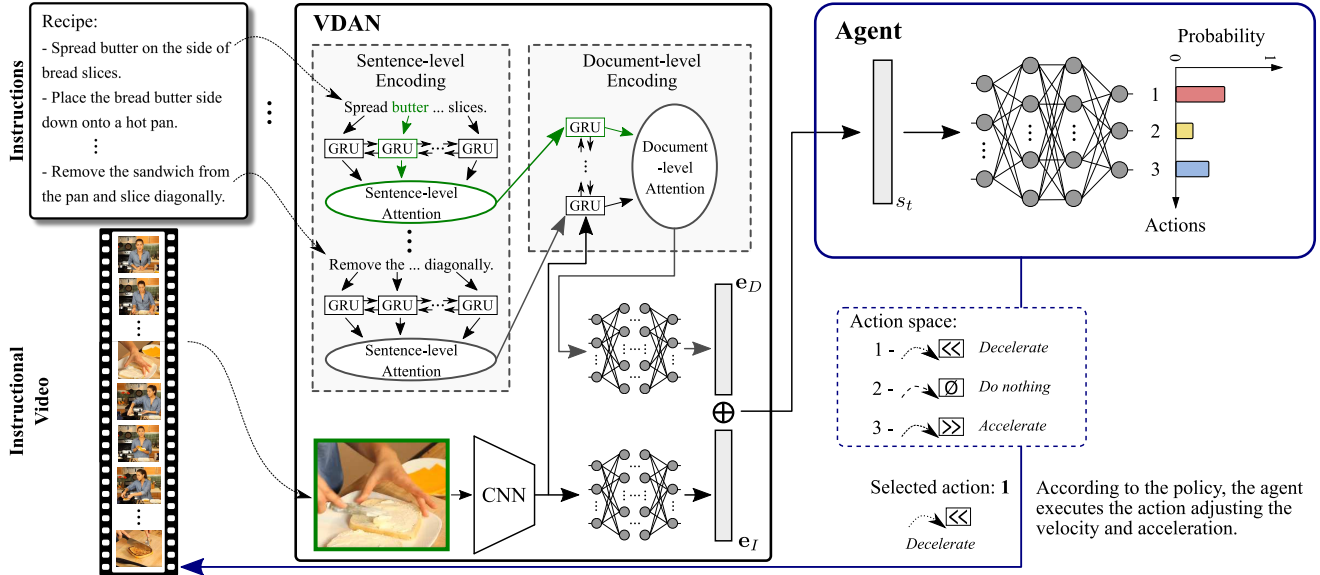 Instructions
Recipe:
- Spread butter on the side of
bread slices.
- Place the bread butter side
down onto a hot pan.
- Remove the sandwich from
the pan and slice diagonally.
Instructional
Video
VDAN
Sentence-level
Encoding
Spread butter ... slices.
GRU
GRU
GRU
Sentence-level
Attention
Remove the ... diagonally.
GRU
GRU
GRU
Sentence-level
Attention
Document-level
Encoding
GRU
GRU
Document
-level
Attention
CNN
e_D
e_I
Agent
s_t
Probability
0
1
1
2
3
Actions
Action space:
1 - << Decelerate
2 - Ø Do nothing
3 - >> Accelerate
Selected action: 1
<<
Decelerate
According to the policy, the agent
executes the action adjusting the
velocity and acceleration.